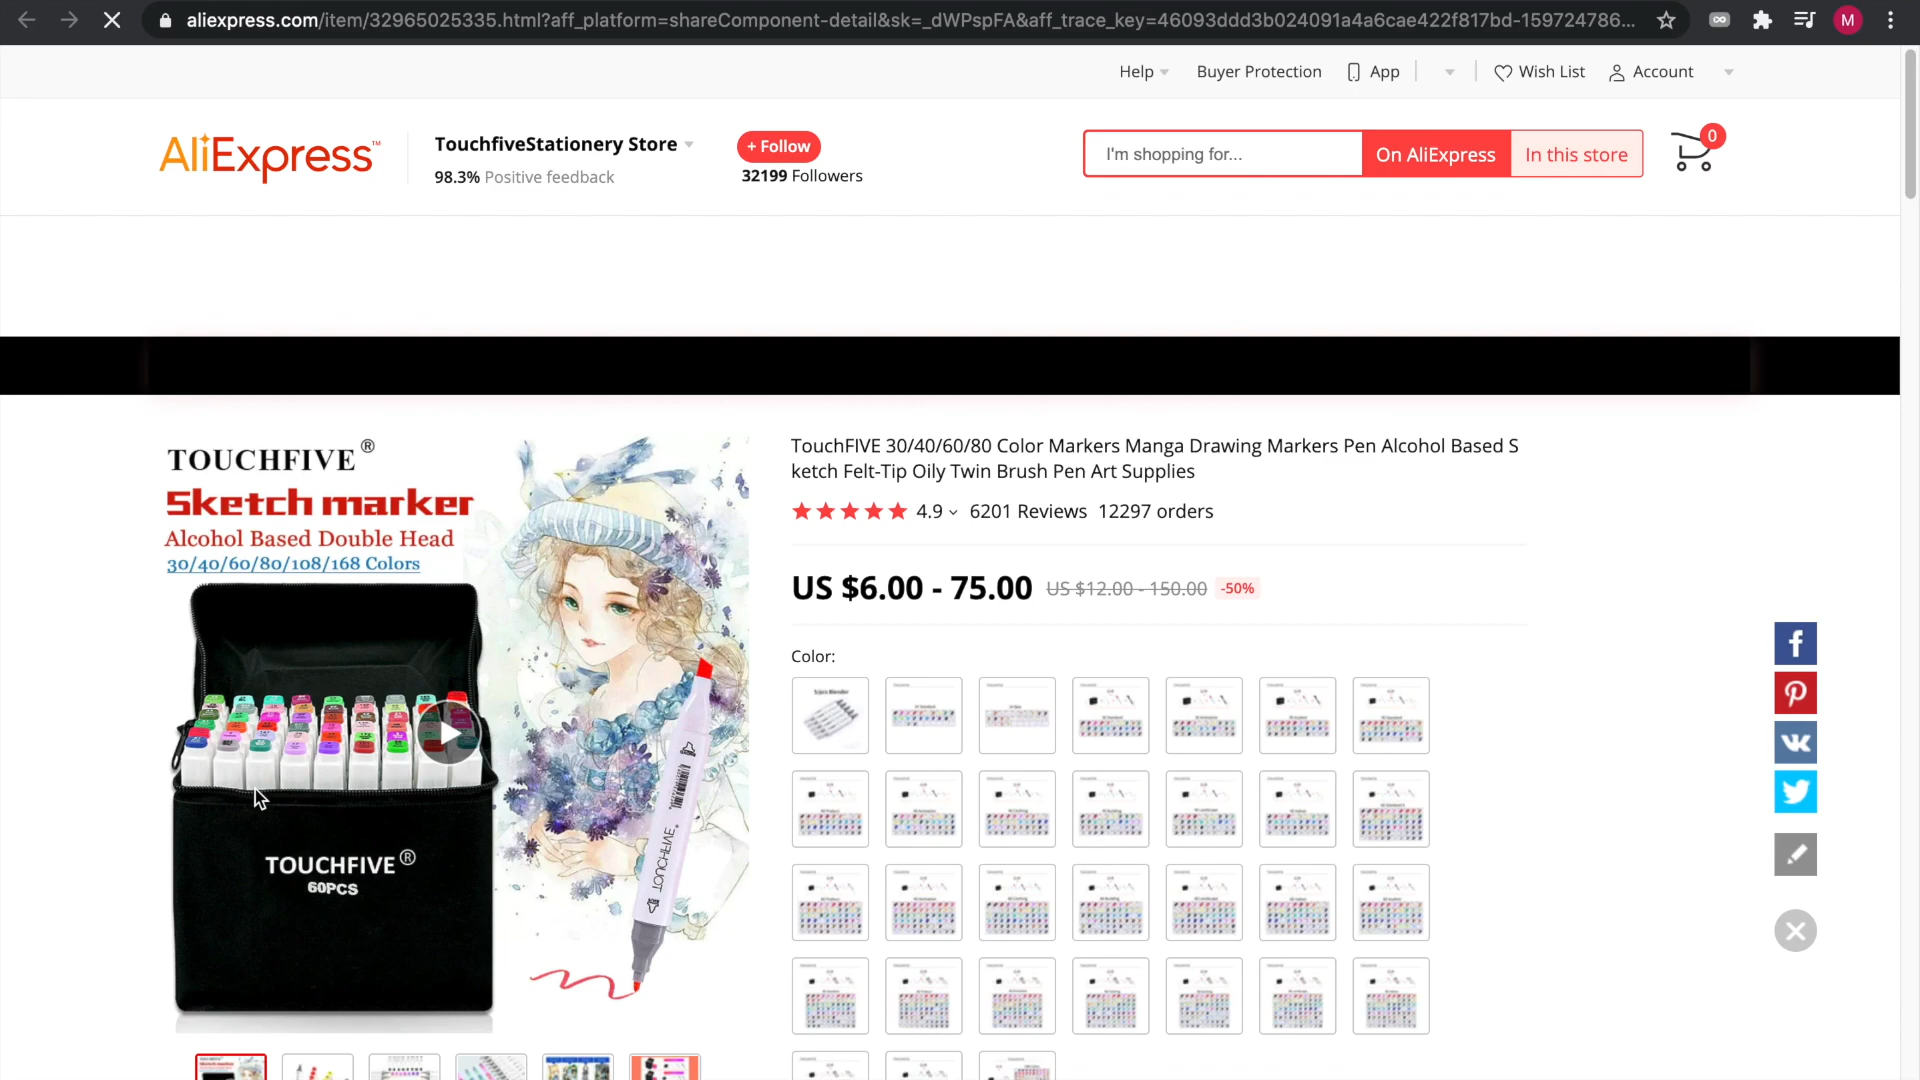 aliexpress.com/item/32965025335.html?aff_platform=shareComponent-detail&sk=_dWPspFA&aff_trace_key=46093ddd3b024091a4a6cae422f817bd-159724786...
M
Help
Buyer Protection
App
Wish List
Account
AliExpress™
TouchfiveStationery Store
98.3% Positive feedback
+ Follow
32199 Followers
I'm shopping for...
On AliExpress
In this store
0
TOUCHFIVE®
Sketch marker
Alcohol Based Double Head
30/40/60/80/108/168 Colors
TOUCHFIVE®
60PCS
TOUCHFIVE
TouchFIVE 30/40/60/80 Color Markers Manga Drawing Markers Pen Alcohol Based S
ketch Felt-Tip Oily Twin Brush Pen Art Supplies
4.9
6201 Reviews
12297 orders
US $6.00 - 75.00
US $12.00 - 150.00
-50%
Color: